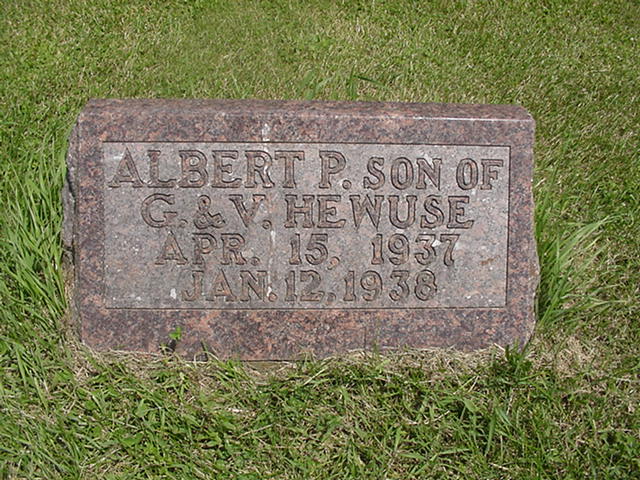 ALBERT P. SON OF
G. & V. HEWUSE
APR. 15, 1937
JAN. 12, 1938